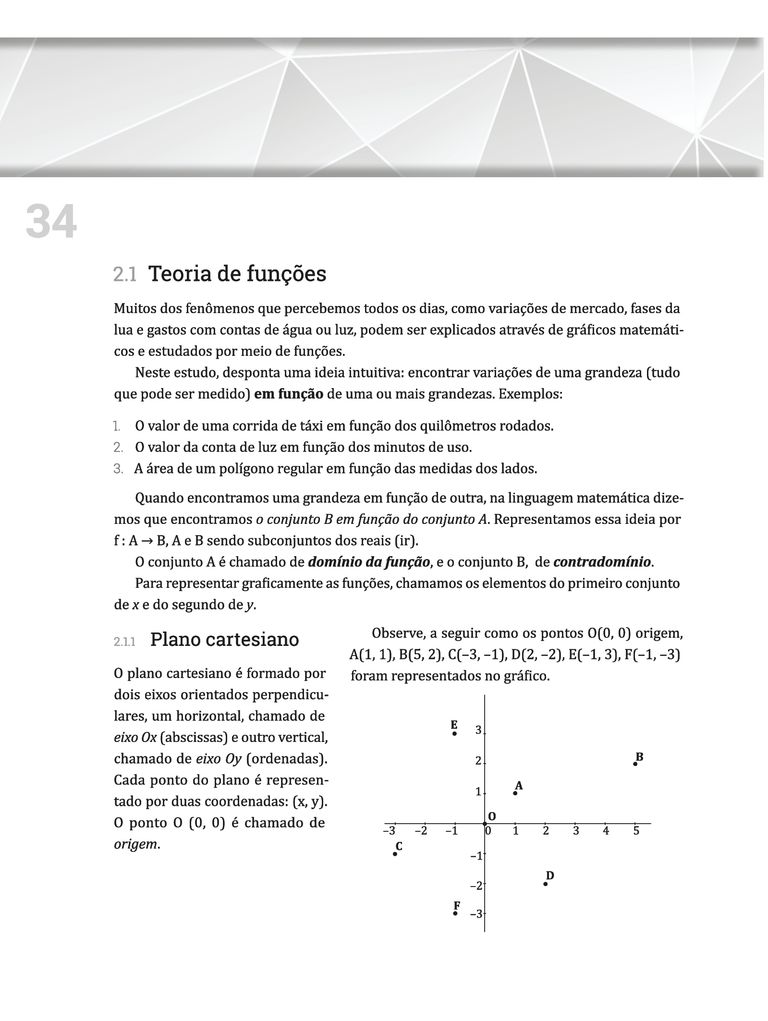 34
2.1 Teoria de funções
Muitos dos fenômenos que percebemos todos os dias, como variações de mercado, fases da
lua e gastos com contas de água ou luz, podem ser explicados através de gráficos matemáti-
cos e estudados por meio de funções.
Neste estudo, desponta uma ideia intuitiva: encontrar variações de uma grandeza (tudo
que pode ser medido) em função de uma ou mais grandezas. Exemplos:
1. O valor de uma corrida de táxi em função dos quilômetros rodados.
2. O valor da conta de luz em função dos minutos de uso.
3. A área de um polígono regular em função das medidas dos lados.
Quando encontramos uma grandeza em função de outra, na linguagem matemática dize-
mos que encontramos o conjunto B em função do conjunto A. Representamos essa ideia por
f : A → B, A e B sendo subconjuntos dos reais (ir).
O conjunto A é chamado de domínio da função, e o conjunto B, de contradomínio.
Para representar graficamente as funções, chamamos os elementos do primeiro conjunto
de x e do segundo de y.
2.1.1 Plano cartesiano
O plano cartesiano é formado por
dois eixos orientados perpendicu-
lares, um horizontal, chamado de
eixo Ox (abscissas) e outro vertical,
chamado de eixo Oy (ordenadas).
Cada ponto do plano é represen-
tado por duas coordenadas: (x, y).
O ponto O (0, 0) é chamado de
origem.
Observe, a seguir como os pontos O(0, 0) origem,
A(1, 1), B(5, 2), C(–3, –1), D(2, –2), E(–1, 3), F(–1, –3)
foram representados no gráfico.
E 3
2 B
1 A
O
–3 –2 –1 0 1 2 3 4 5
C –1
–2 D
F –3